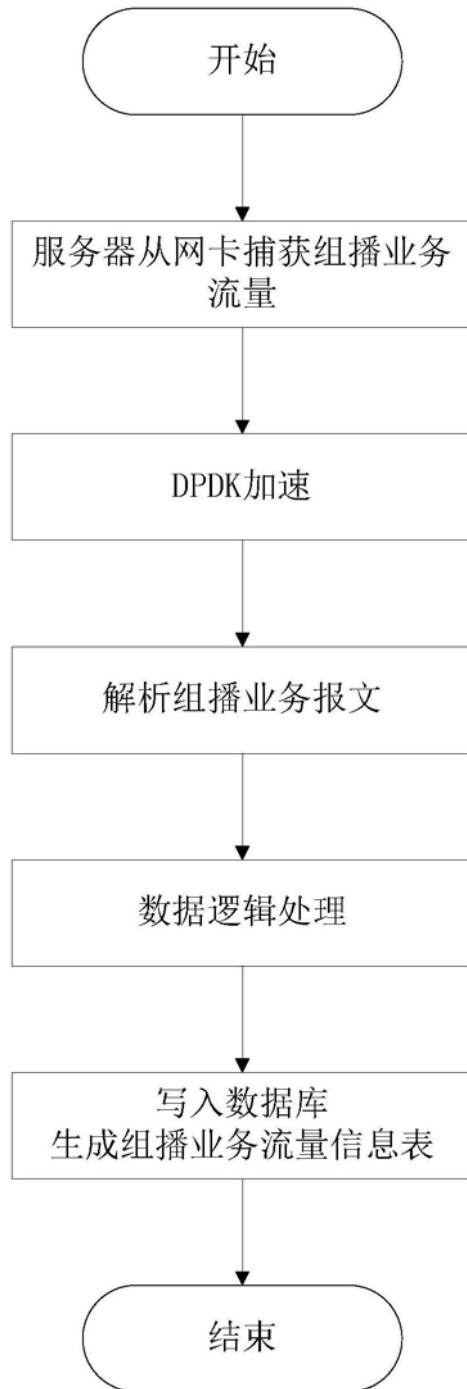 开始
服务器从网卡捕获组播业务
流量
DPDK加速
解析组播业务报文
数据逻辑处理
写入数据库
生成组播业务流量信息表
结束